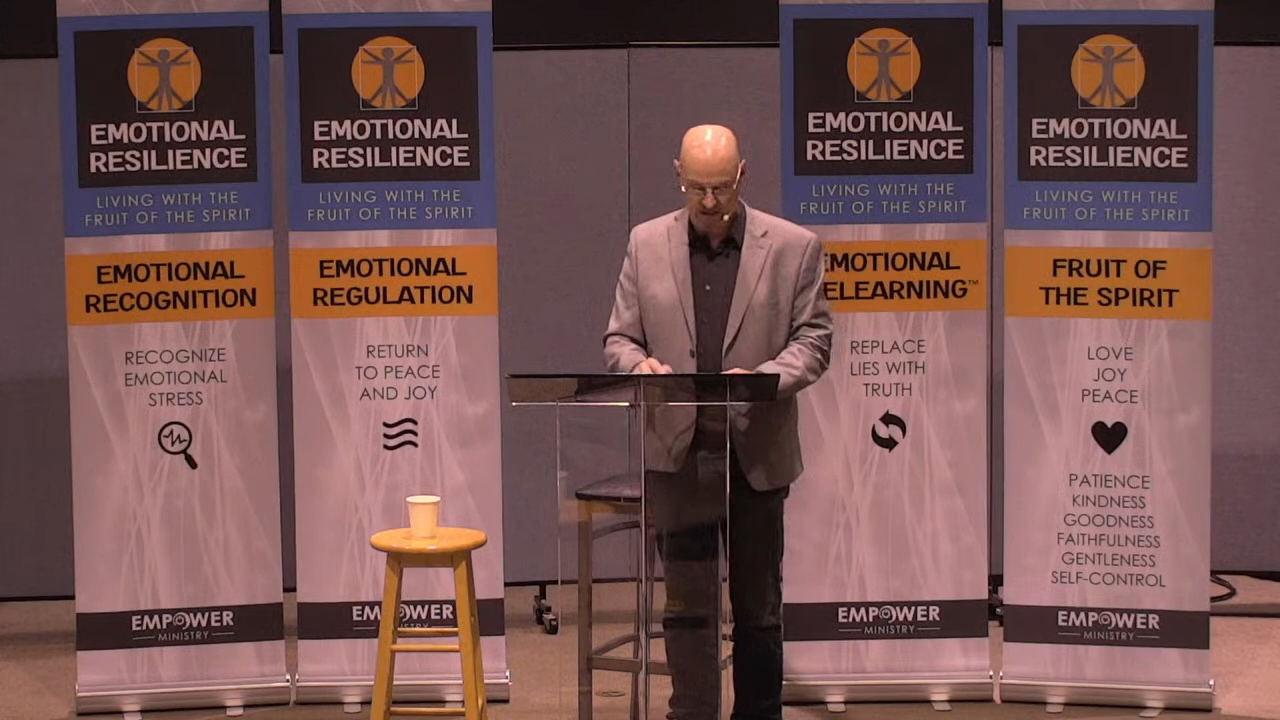 EMOTIONAL
RESILIENCE
LIVING WITH THE
FRUIT OF THE SPIRIT
EMOTIONAL
RECOGNITION
RECOGNIZE
EMOTIONAL
STRESS
EMPOWER
MINISTRY
EMOTIONAL
RESILIENCE
LIVING WITH THE
FRUIT OF THE SPIRIT
EMOTIONAL
REGULATION
RETURN
TO PEACE
AND JOY
EMPOWER
MINISTRY
EMOTIONAL
RESILIENCE
LIVING WITH THE
FRUIT OF THE SPIRIT
EMOTIONAL
ELEARNING™
REPLACE
LIES WITH
TRUTH
EMPOWER
MINISTRY
EMOTIONAL
RESILIENCE
LIVING WITH THE
FRUIT OF THE SPIRIT
FRUIT OF
THE SPIRIT
LOVE
JOY
PEACE
PATIENCE
KINDNESS
GOODNESS
FAITHFULNESS
GENTLENESS
SELF-CONTROL
EMPOWER
MINISTRY